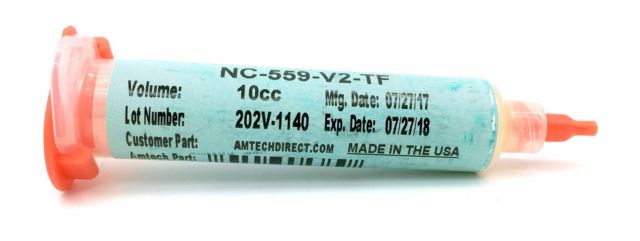 NC-559-V2-TF
Volume: 10cc Mfg. Date: 07/27/17
Lot Number: 202V-1140 Exp. Date: 07/27/18
Customer Part: AMTECHDIRECT.COM MADE IN THE USA
Amtech Part: